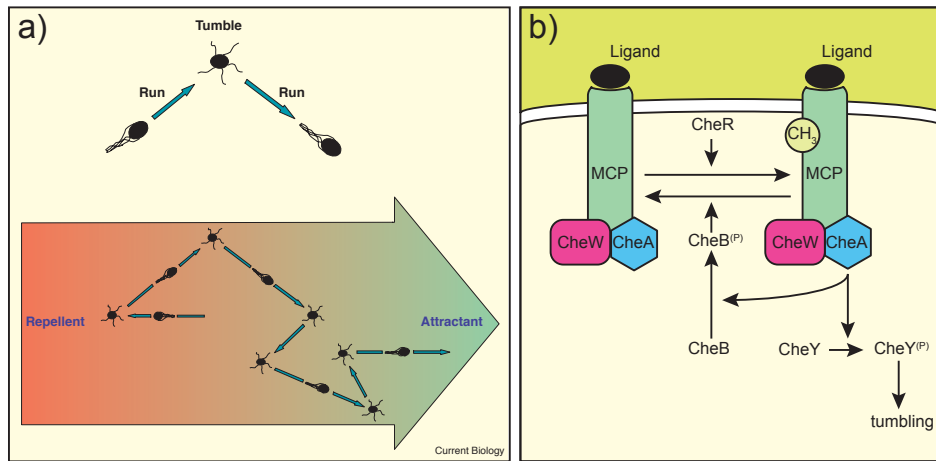 a)
Tumble
Run
Run
Repellent
Attractant
Current Biology
b)
Ligand
Ligand
CheR
CH3
MCP
MCP
CheW
CheA
CheB(P)
CheW
CheA
CheB
CheY
CheY(P)
tumbling